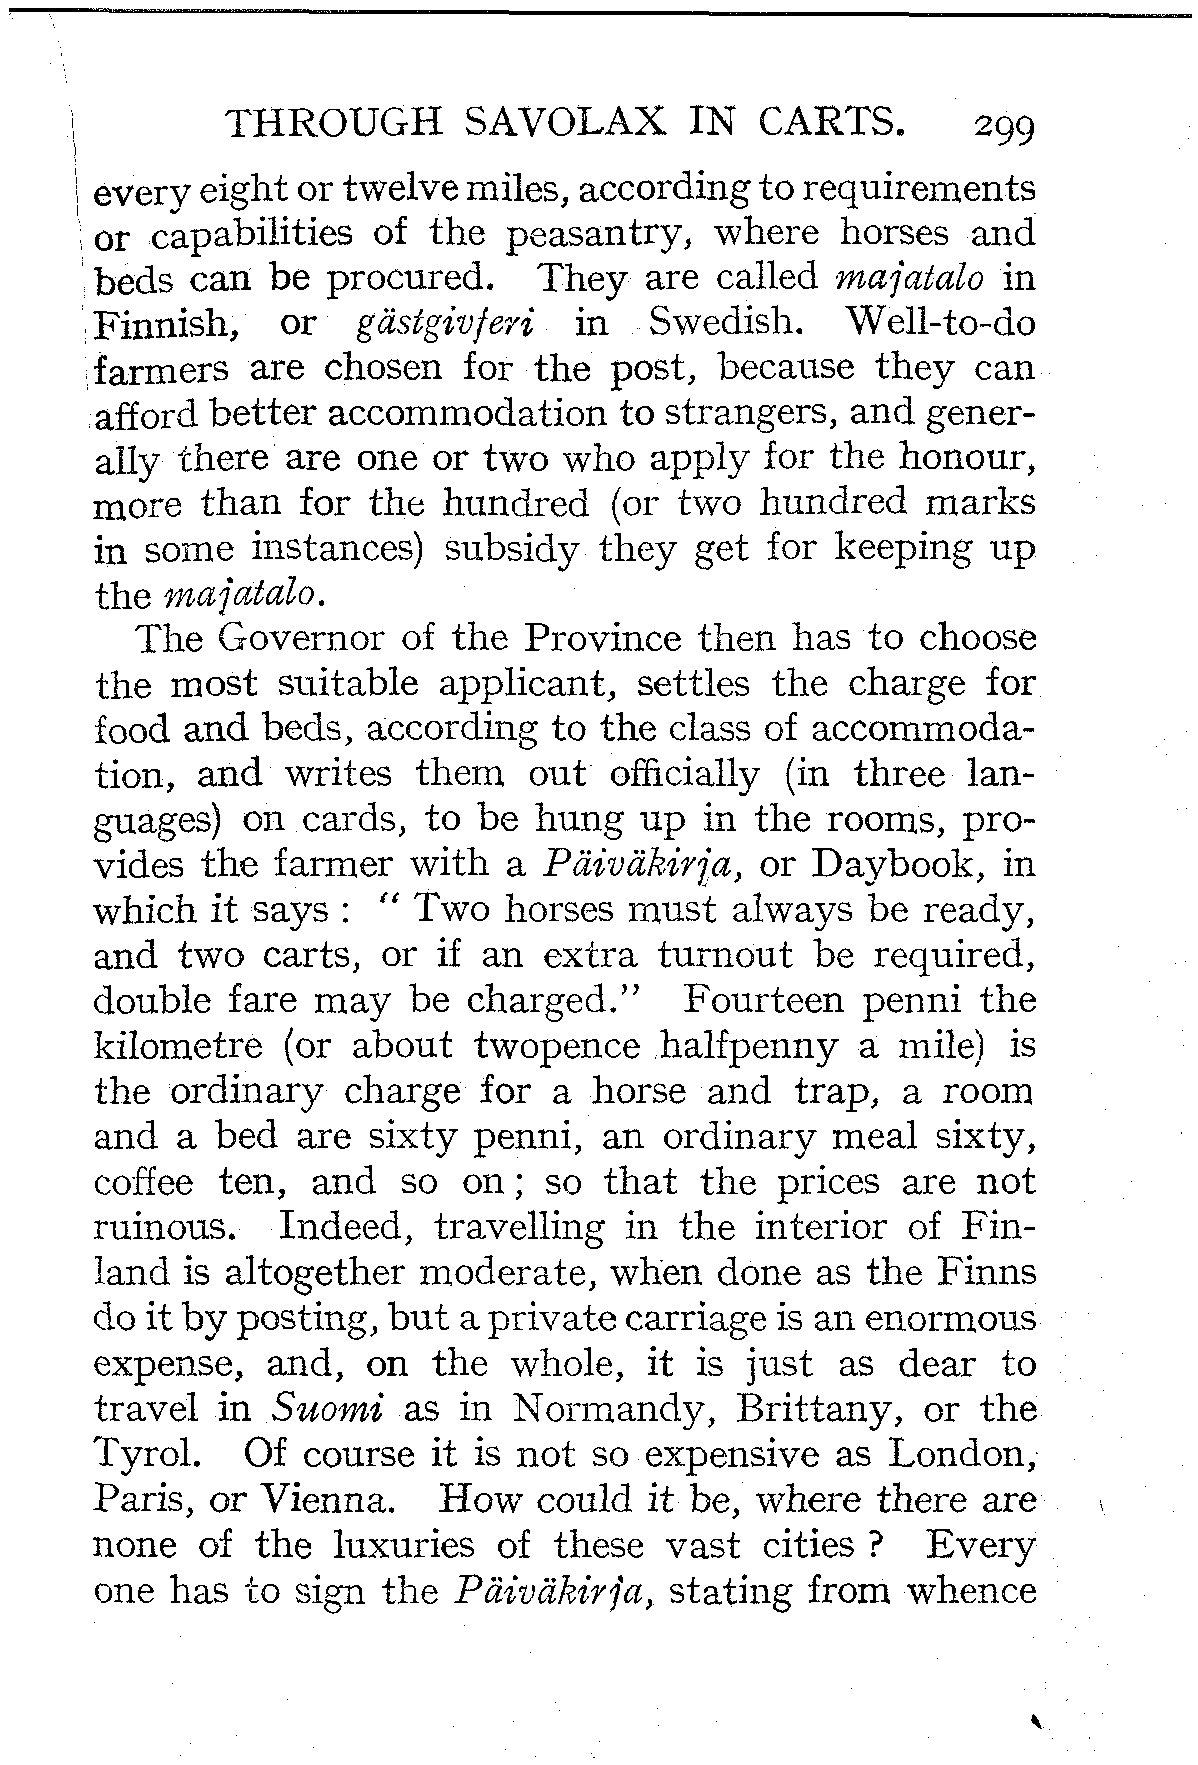 THROUGH SAVOLAX IN CARTS. 299
every eight or twelve miles, according to requirements
or capabilities of the peasantry, where horses and
beds can be procured. They are called majatalo in
Finnish, or gästgivferi in Swedish. Well-to-do
farmers are chosen for the post, because they can
afford better accommodation to strangers, and gener-
ally there are one or two who apply for the honour,
more than for the hundred (or two hundred marks
in some instances) subsidy they get for keeping up
the majatalo.
The Governor of the Province then has to choose
the most suitable applicant, settles the charge for
food and beds, according to the class of accommoda-
tion, and writes them out officially (in three lan-
guages) on cards, to be hung up in the rooms, pro-
vides the farmer with a Päiväkirja, or Daybook, in
which it says : " Two horses must always be ready,
and two carts, or if an extra turnout be required,
double fare may be charged." Fourteen penni the
kilometre (or about twopence halfpenny a mile) is
the ordinary charge for a horse and trap, a room
and a bed are sixty penni, an ordinary meal sixty,
coffee ten, and so on ; so that the prices are not
ruinous. Indeed, travelling in the interior of Fin-
land is altogether moderate, when done as the Finns
do it by posting, but a private carriage is an enormous
expense, and, on the whole, it is just as dear to
travel in Suomi as in Normandy, Brittany, or the
Tyrol. Of course it is not so expensive as London,
Paris, or Vienna. How could it be, where there are
none of the luxuries of these vast cities ? Every
one has to sign the Päiväkirja, stating from whence